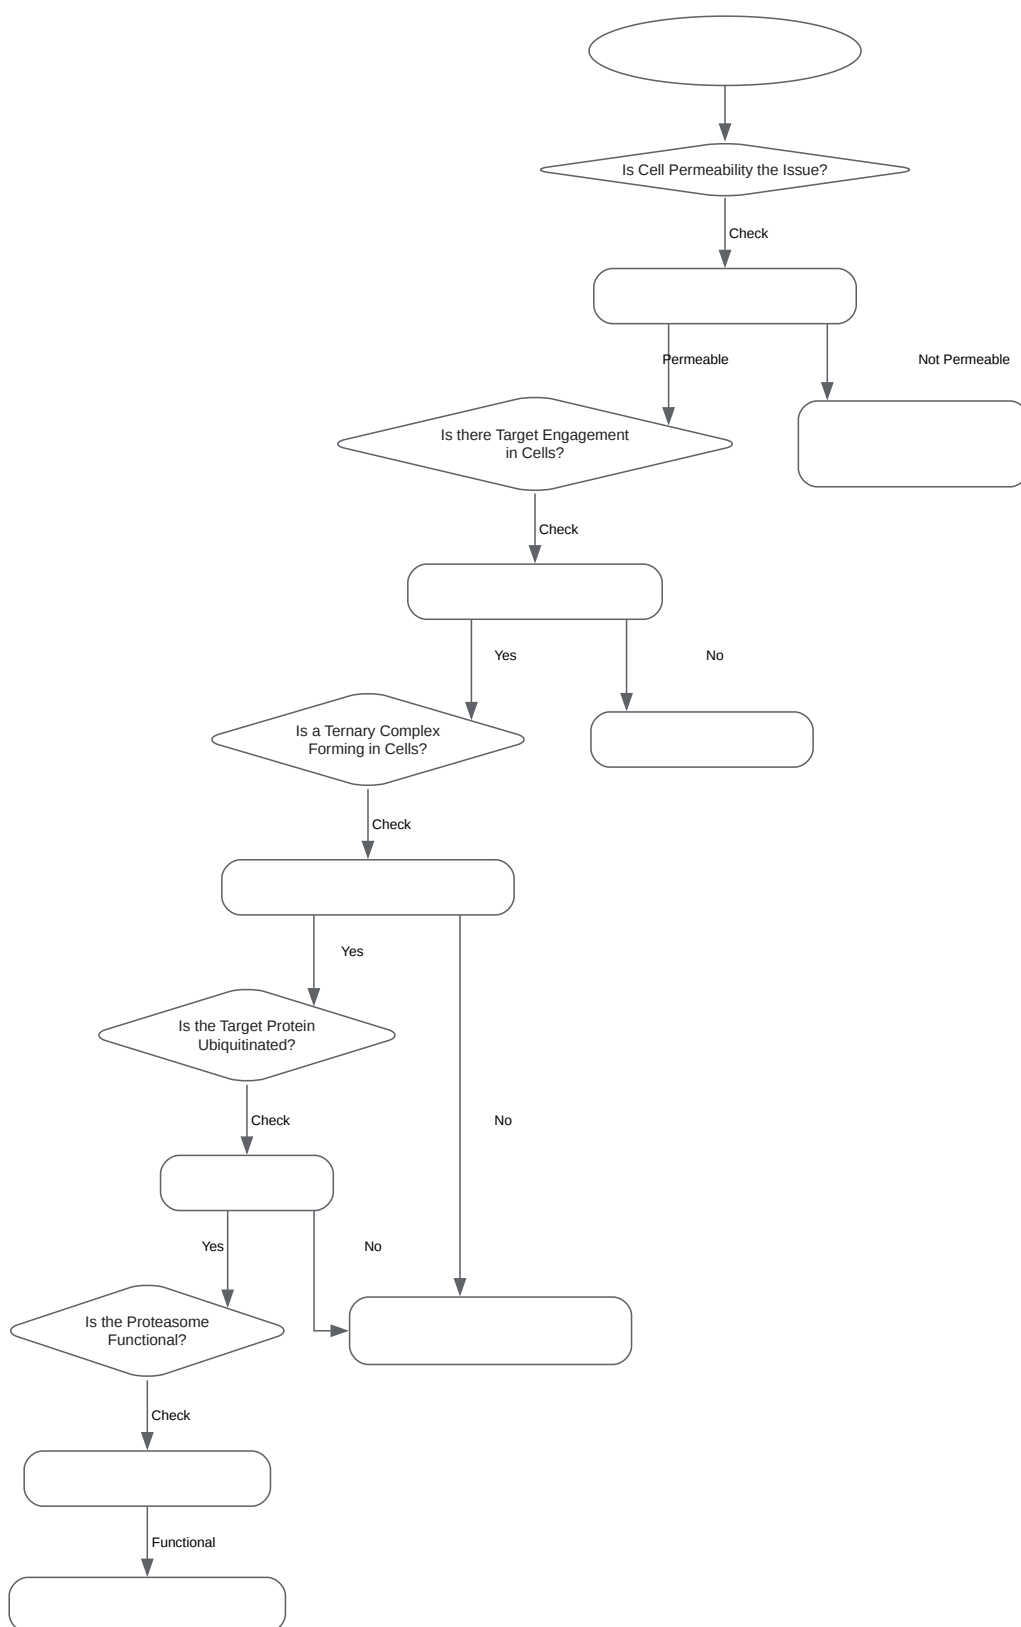 Is Cell Permeability the Issue?
Check
Permeable
Not Permeable
Is there Target Engagement
in Cells?
Check
Yes
No
Is a Ternary Complex
Forming in Cells?
Check
Yes
Is the Target Protein
Ubiquitinated?
Check
No
Yes
No
Is the Proteasome
Functional?
Check
Functional